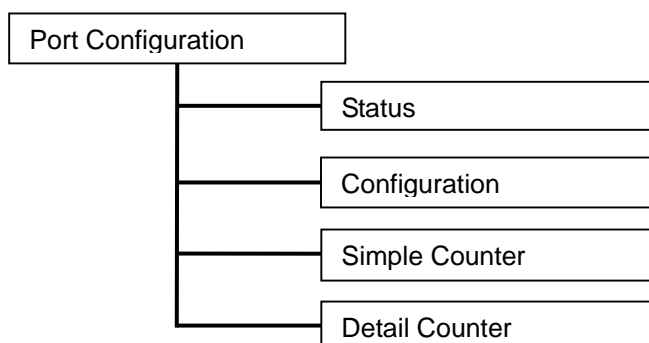 Port Configuration
Status
Configuration
Simple Counter
Detail Counter